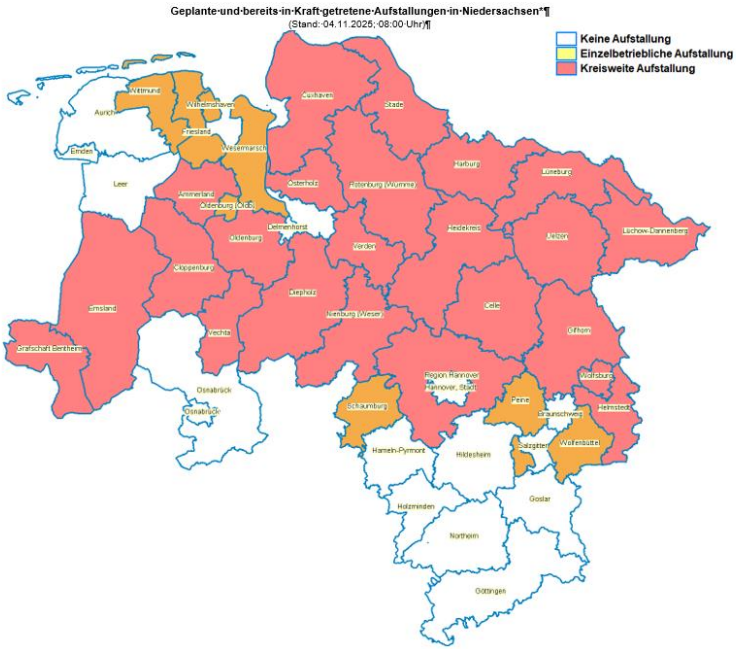 Geplante·und·bereits·in·Kraft·getretene·Aufstallungen·in·Niedersachsen*¶
(Stand:·04.11.2025;·08:00·Uhr)¶
Keine Aufstallung
Einzelbetriebliche Aufstallung
Kreisweite Aufstallung
Wittmund
Cuxhaven
Stade
Wilhelmshaven
Aurich
Friesland
Emden
Wesermarsch
Harburg
Lüneburg
Leer
Osterholz
Rotenburg (Wümme)
Ammerland
Oldenburg (Oldb)
Delmenhorst
Heidekreis
Uelzen
Lüchow-Dannenberg
Oldenburg
Verden
Cloppenburg
Diepholz
Celle
Emsland
Nienburg (Weser)
Gifhorn
Vechta
Grafschaft Bentheim
Region Hannover
Wolfsburg
Hannover, Stadt
Osnabrück
Peine
Schaumburg
Helmstedt
Osnabrück
Braunschweig
Salzgitter
Wolfenbüttel
Hameln-Pyrmont
Hildesheim
Goslar
Holzminden
Northeim
Göttingen